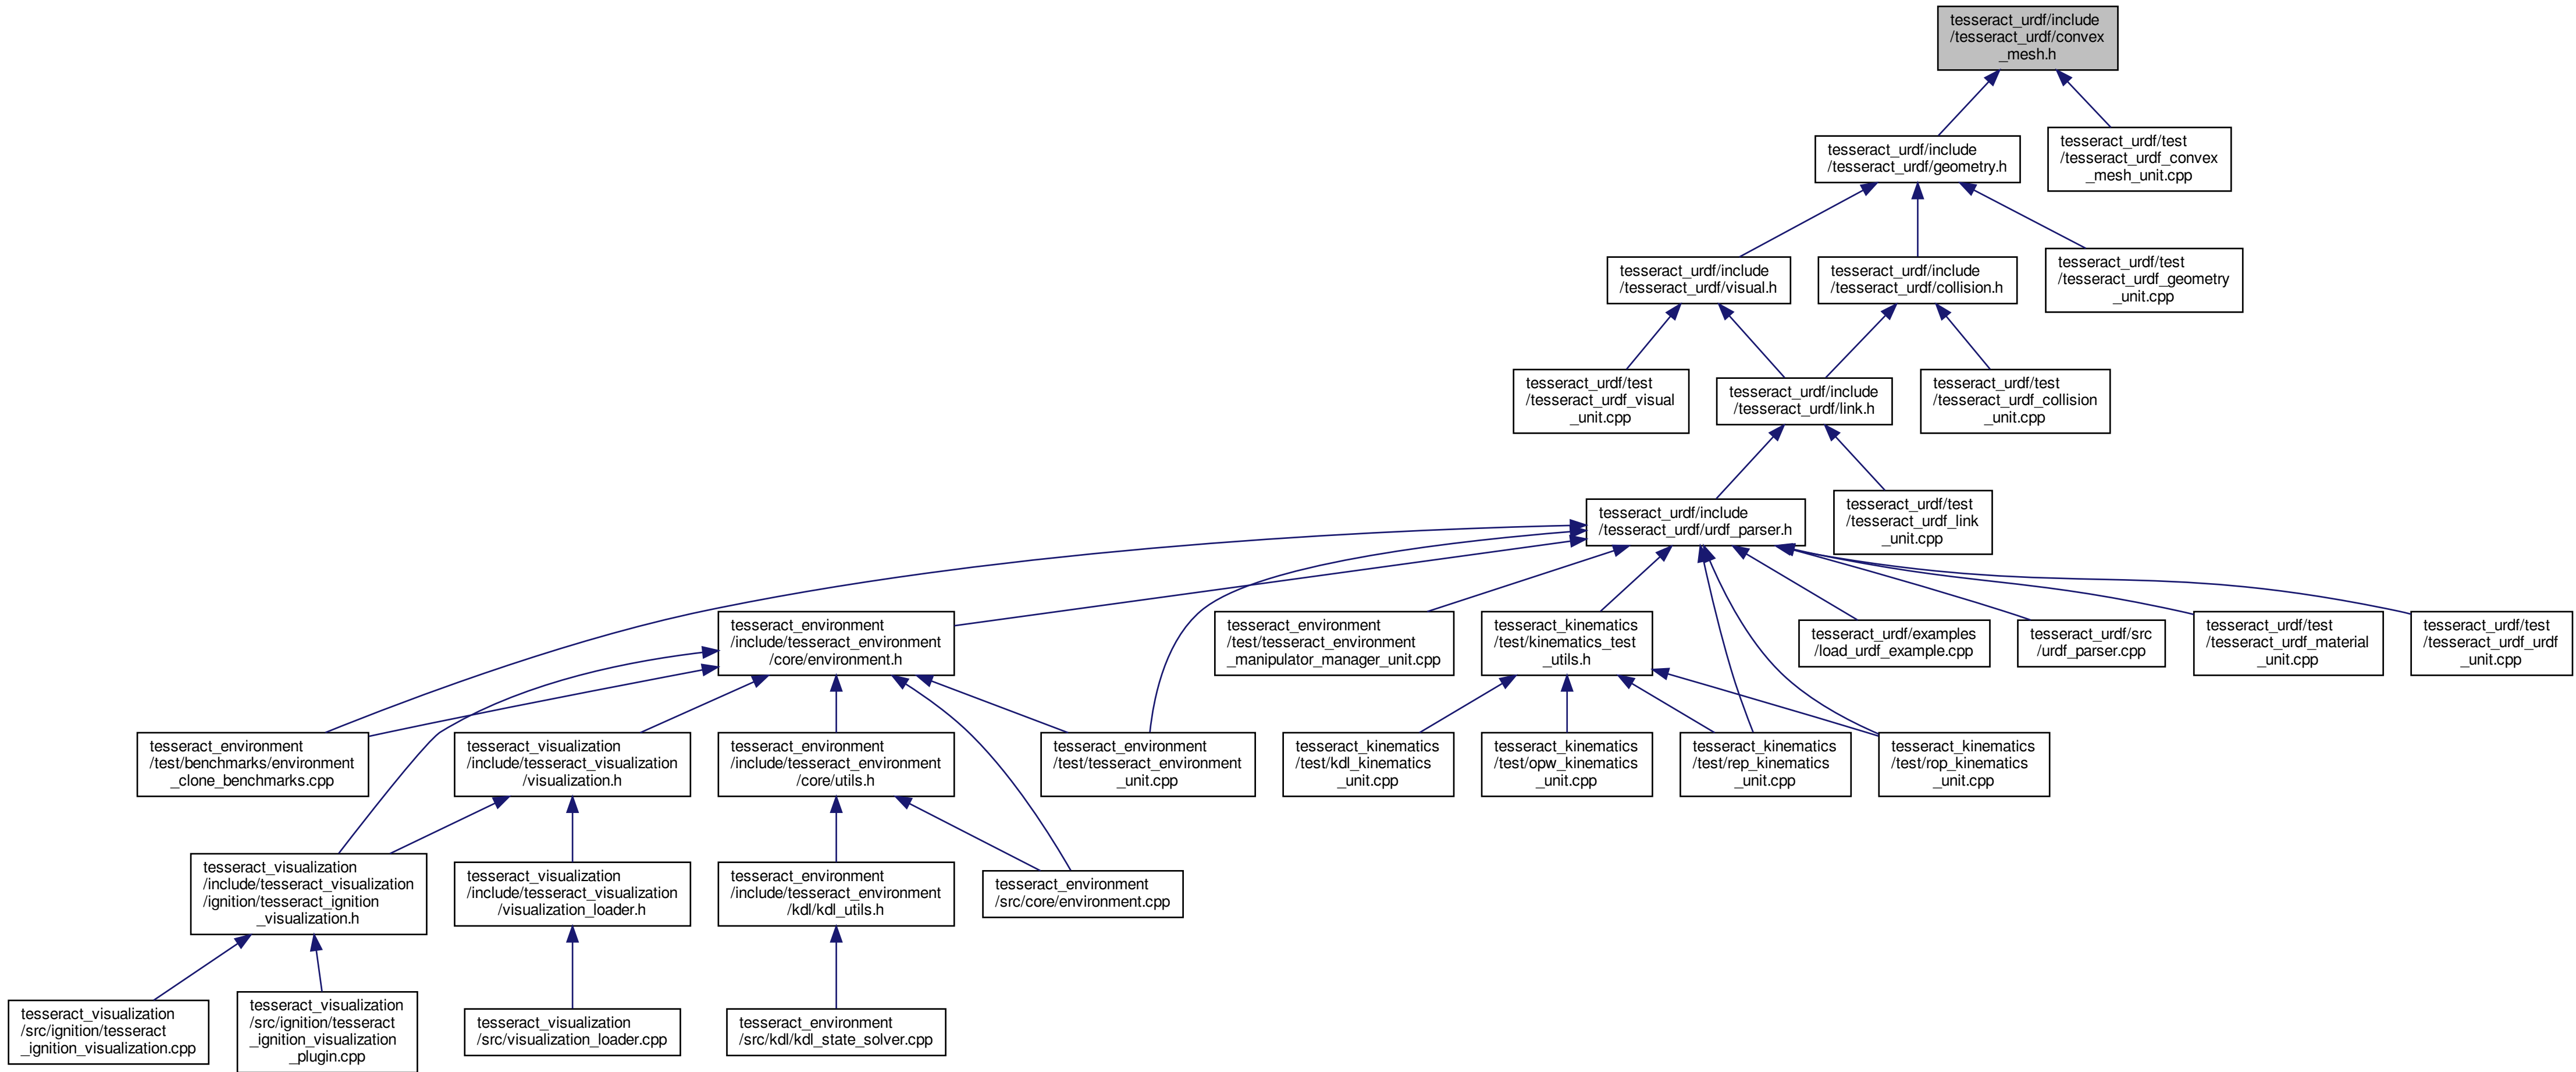 tesseract_urdf/include
/tesseract_urdf/convex
_mesh.h
tesseract_urdf/include
/tesseract_urdf/geometry.h
tesseract_urdf/test
/tesseract_urdf_convex
_mesh_unit.cpp
tesseract_urdf/include
/tesseract_urdf/visual.h
tesseract_urdf/include
/tesseract_urdf/collision.h
tesseract_urdf/test
/tesseract_urdf_geometry
_unit.cpp
tesseract_urdf/test
/tesseract_urdf_visual
_unit.cpp
tesseract_urdf/include
/tesseract_urdf/link.h
tesseract_urdf/test
/tesseract_urdf_collision
_unit.cpp
tesseract_urdf/include
/tesseract_urdf/urdf_parser.h
tesseract_urdf/test
/tesseract_urdf_link
_unit.cpp
tesseract_environment
/include/tesseract_environment
/core/environment.h
tesseract_environment
/test/tesseract_environment
_manipulator_manager_unit.cpp
tesseract_kinematics
/test/kinematics_test
_utils.h
tesseract_urdf/examples
/load_urdf_example.cpp
tesseract_urdf/src
/urdf_parser.cpp
tesseract_urdf/test
/tesseract_urdf_material
_unit.cpp
tesseract_urdf/test
/tesseract_urdf_urdf
_unit.cpp
tesseract_environment
/test/benchmarks/environment
_clone_benchmarks.cpp
tesseract_visualization
/include/tesseract_visualization
/visualization.h
tesseract_environment
/include/tesseract_environment
/core/utils.h
tesseract_environment
/test/tesseract_environment
_unit.cpp
tesseract_kinematics
/test/kdl_kinematics
_unit.cpp
tesseract_kinematics
/test/opw_kinematics
_unit.cpp
tesseract_kinematics
/test/rep_kinematics
_unit.cpp
tesseract_kinematics
/test/rop_kinematics
_unit.cpp
tesseract_visualization
/include/tesseract_visualization
/ignition/tesseract_ignition
_visualization.h
tesseract_visualization
/include/tesseract_visualization
/visualization_loader.h
tesseract_environment
/include/tesseract_environment
/kdl/kdl_utils.h
tesseract_environment
/src/core/environment.cpp
tesseract_visualization
/src/ignition/tesseract
_ignition_visualization.cpp
tesseract_visualization
/src/ignition/tesseract
_ignition_visualization
_plugin.cpp
tesseract_visualization
/src/visualization_loader.cpp
tesseract_environment
/src/kdl/kdl_state_solver.cpp